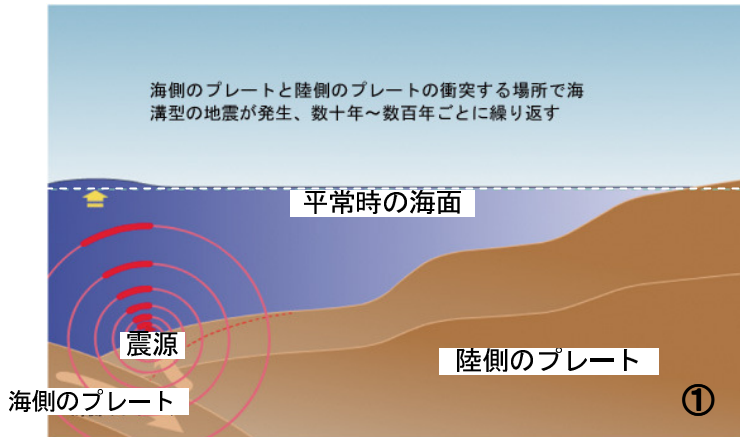 海側のプレートと陸側のプレートの衝突する場所で海
溝型の地震が発生、数十年～数百年ごとに繰り返す
平常時の海面
震源
陸側のプレート
海側のプレート
①